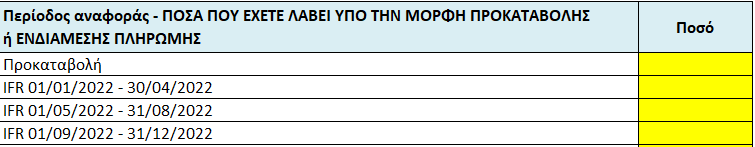 Περίοδος αναφοράς - ΠΟΣΑ ΠΟΥ ΕΧΕΤΕ ΛΑΒΕΙ ΥΠΟ ΤΗΝ ΜΟΡΦΗ ΠΡΟΚΑΤΑΒΟΛΗΣ
ή ΕΝΔΙΑΜΕΣΗΣ ΠΛΗΡΩΜΗΣ
Ποσό
Προκαταβολή
IFR 01/01/2022 - 30/04/2022
IFR 01/05/2022 - 31/08/2022
IFR 01/09/2022 - 31/12/2022